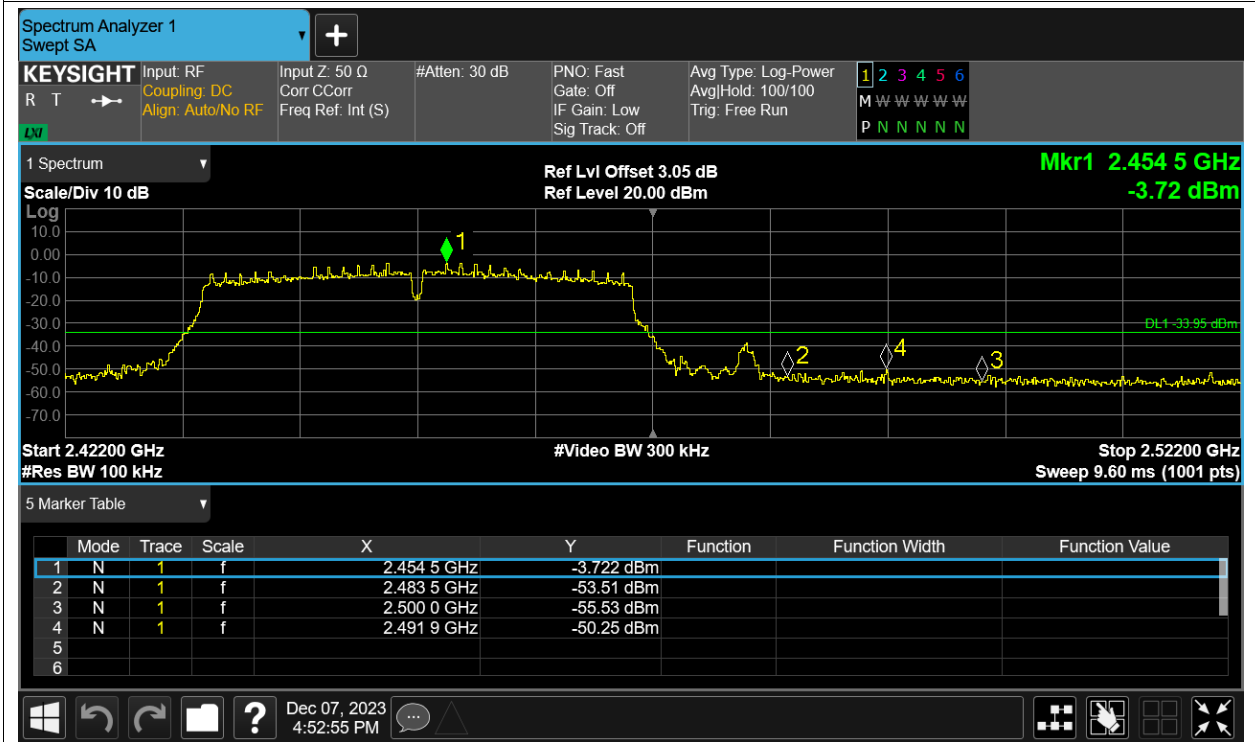 Spectrum Analyzer 1
Swept SA
+
KEYSIGHT Input: RF Input Z: 50 Ω #Atten: 30 dB PNO: Fast Avg Type: Log-Power 1 2 3 4 5 6
R T Coupling: DC Corr CCorr Gate: Off Avg|Hold: 100/100 M W W W W W
Align: Auto/No RF Freq Ref: Int (S) IF Gain: Low Trig: Free Run
LXI Sig Track: Off P N N N N N
1 Spectrum Ref Lvl Offset 3.05 dB Mkr1 2.454 5 GHz
Scale/Div 10 dB Ref Level 20.00 dBm -3.72 dBm
Log
10.0
0.00
-10.0
-20.0
-30.0
-40.0
-50.0
-60.0
-70.0
1
DL1 -33.95 dBm
2
4
3
Start 2.42200 GHz #Video BW 300 kHz Stop 2.52200 GHz
#Res BW 100 kHz Sweep 9.60 ms (1001 pts)
5 Marker Table
Mode Trace Scale X Y Function Function Width Function Value
1 N 1 f 2.454 5 GHz -3.722 dBm
2 N 1 f 2.483 5 GHz -53.51 dBm
3 N 1 f 2.500 0 GHz -55.53 dBm
4 N 1 f 2.491 9 GHz -50.25 dBm
5
6
? Dec 07, 2023
4:52:55 PM